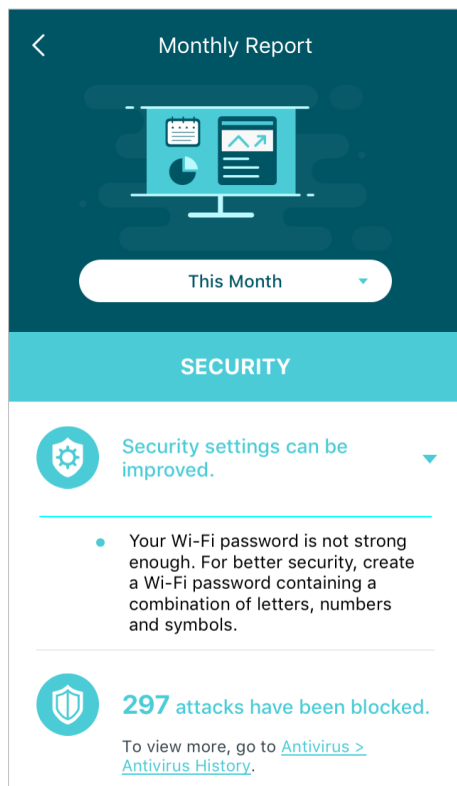 Monthly Report
This Month
SECURITY
Security settings can be
improved.
Your Wi-Fi password is not strong
enough. For better security, create
a Wi-Fi password containing a
combination of letters, numbers
and symbols.
297 attacks have been blocked.
To view more, go to Antivirus >
Antivirus History.